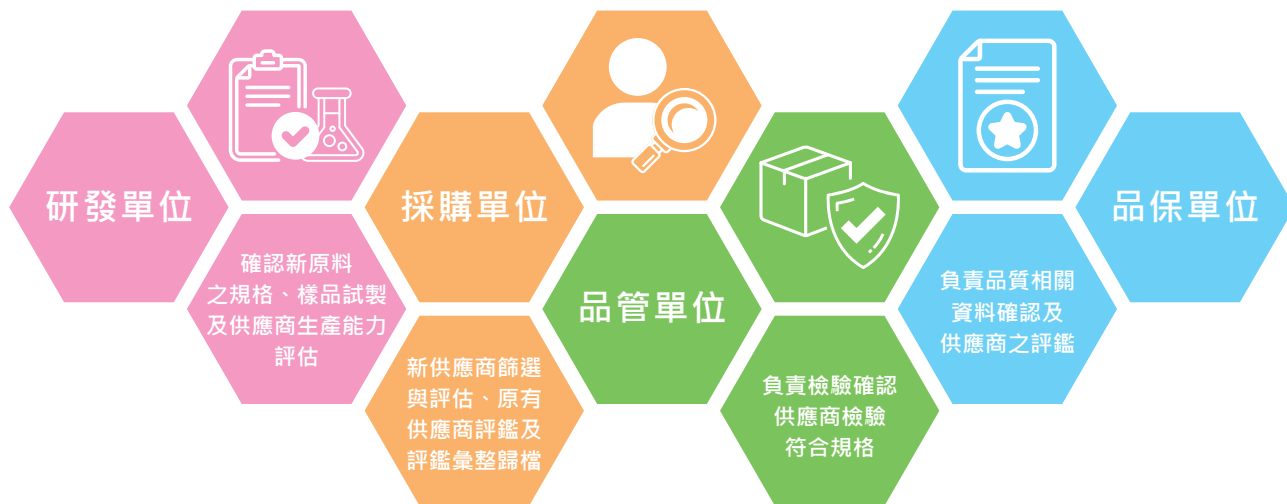 研發單位
確認新原料
之規格、樣品試製
及供應商生產能力
評估
採購單位
新供應商篩選
與評估、原有
供應商評鑑及
評鑑彙整歸檔
品管單位
負責檢驗確認
供應商檢驗
符合規格
品保單位
負責品質相關
資料確認及
供應商之評鑑